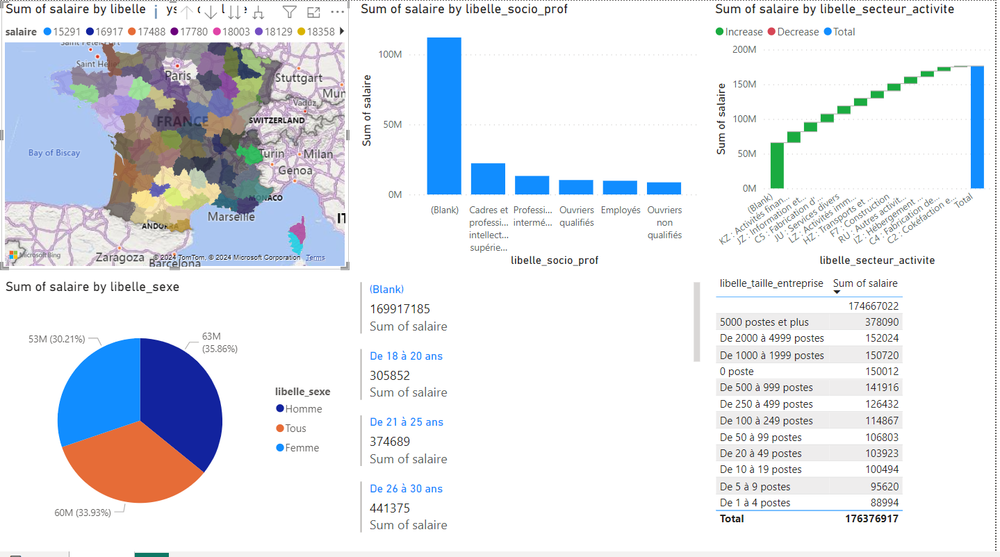 Sum of salaire by libelle
salaire 15291 16917 17488 17780 18003 18129 18358
Saint Helier
Paris
Stuttgart
Mun
Vaduz
FRANCE
SWITZERLAND
Bay of Biscay
Turin
Milan
Genoa
MONACO
Marseille
IT
ANDORRA
Zaragoza
Barcelona
Microsoft Bing
© 2024 TomTom, © 2024 Microsoft Corporation Terms
Sum of salaire by libelle_socio_prof
Sum of salaire
100M
50M
0M
(Blank)
Cadres et
professi...
intellect...
supérie...
Professi...
intermé...
Ouvriers
qualifiés
Employés
Ouvriers
non
qualifiés
libelle_socio_prof
Sum of salaire by libelle_secteur_activite
Increase Decrease Total
Sum of salaire
200M
150M
100M
50M
0M
(Blank)
KZ : Activités finan...
JZ : Information et...
C5 : Fabrication d'...
JU : Services divers
LZ : Activités imm...
HZ : Transports et ...
FZ : Construction
RU : Autres activit...
IZ : Hébergement ...
C4 : Fabrication de...
C2 : Cokéfaction e...
Total
libelle_secteur_activite
Sum of salaire by libelle_sexe
53M (30.21%)
63M
(35.86%)
60M (33.93%)
libelle_sexe
Homme
Tous
Femme
(Blank)
169917185
Sum of salaire
De 18 à 20 ans
305852
Sum of salaire
De 21 à 25 ans
374689
Sum of salaire
De 26 à 30 ans
441375
Sum of salaire
libelle_taille_entreprise Sum of salaire
174667022
5000 postes et plus 378090
De 2000 à 4999 postes 152024
De 1000 à 1999 postes 150720
0 poste 150012
De 500 à 999 postes 141916
De 250 à 499 postes 126432
De 100 à 249 postes 114867
De 50 à 99 postes 106803
De 20 à 49 postes 103923
De 10 à 19 postes 100494
De 5 à 9 postes 95620
De 1 à 4 postes 88994
Total 176376917